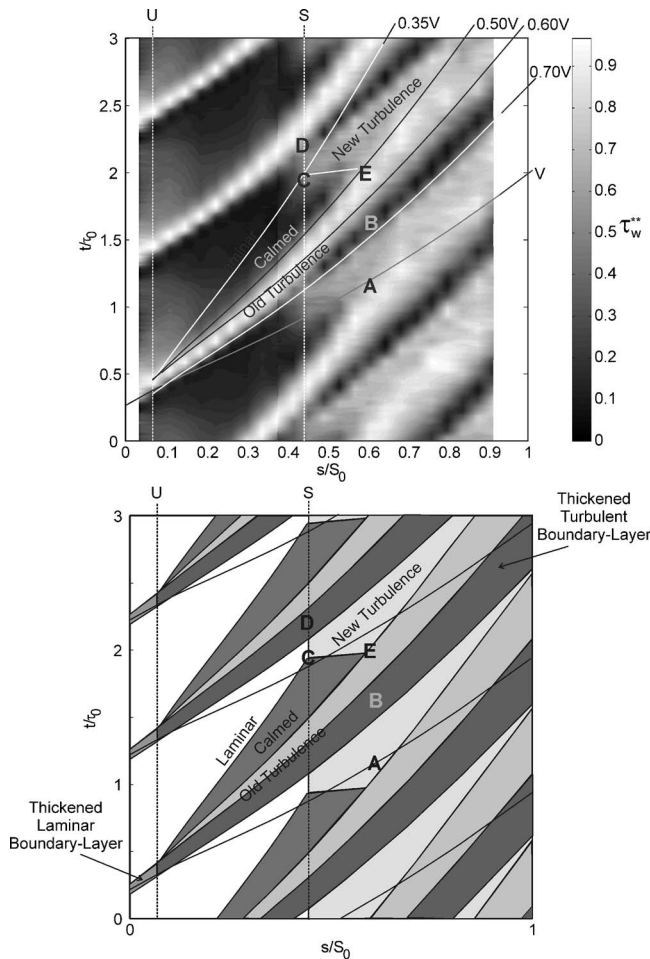 U S 0.35V 0.50V 0.60V
3
0.70V
0.9
2.5
New Turbulence
0.8
D
0.7
2
C E
V
0.6
t/τ0
B
τw**
Laminar
Calmed
0.5
1.5
Old Turbulence
0.4
A
1
0.3
0.2
0.5
0.1
0
0
0 0.1 0.2 0.3 0.4 0.5 0.6 0.7 0.8 0.9 1
s/S0
U S
Thickened
Turbulent
Boundary-Layer
3
New Turbulence
D
2
C E
t/τ0
Laminar
Calmed
B
Old Turbulence
A
1
Thickened
Laminar
Boundary-Layer
0
0 1
s/S0